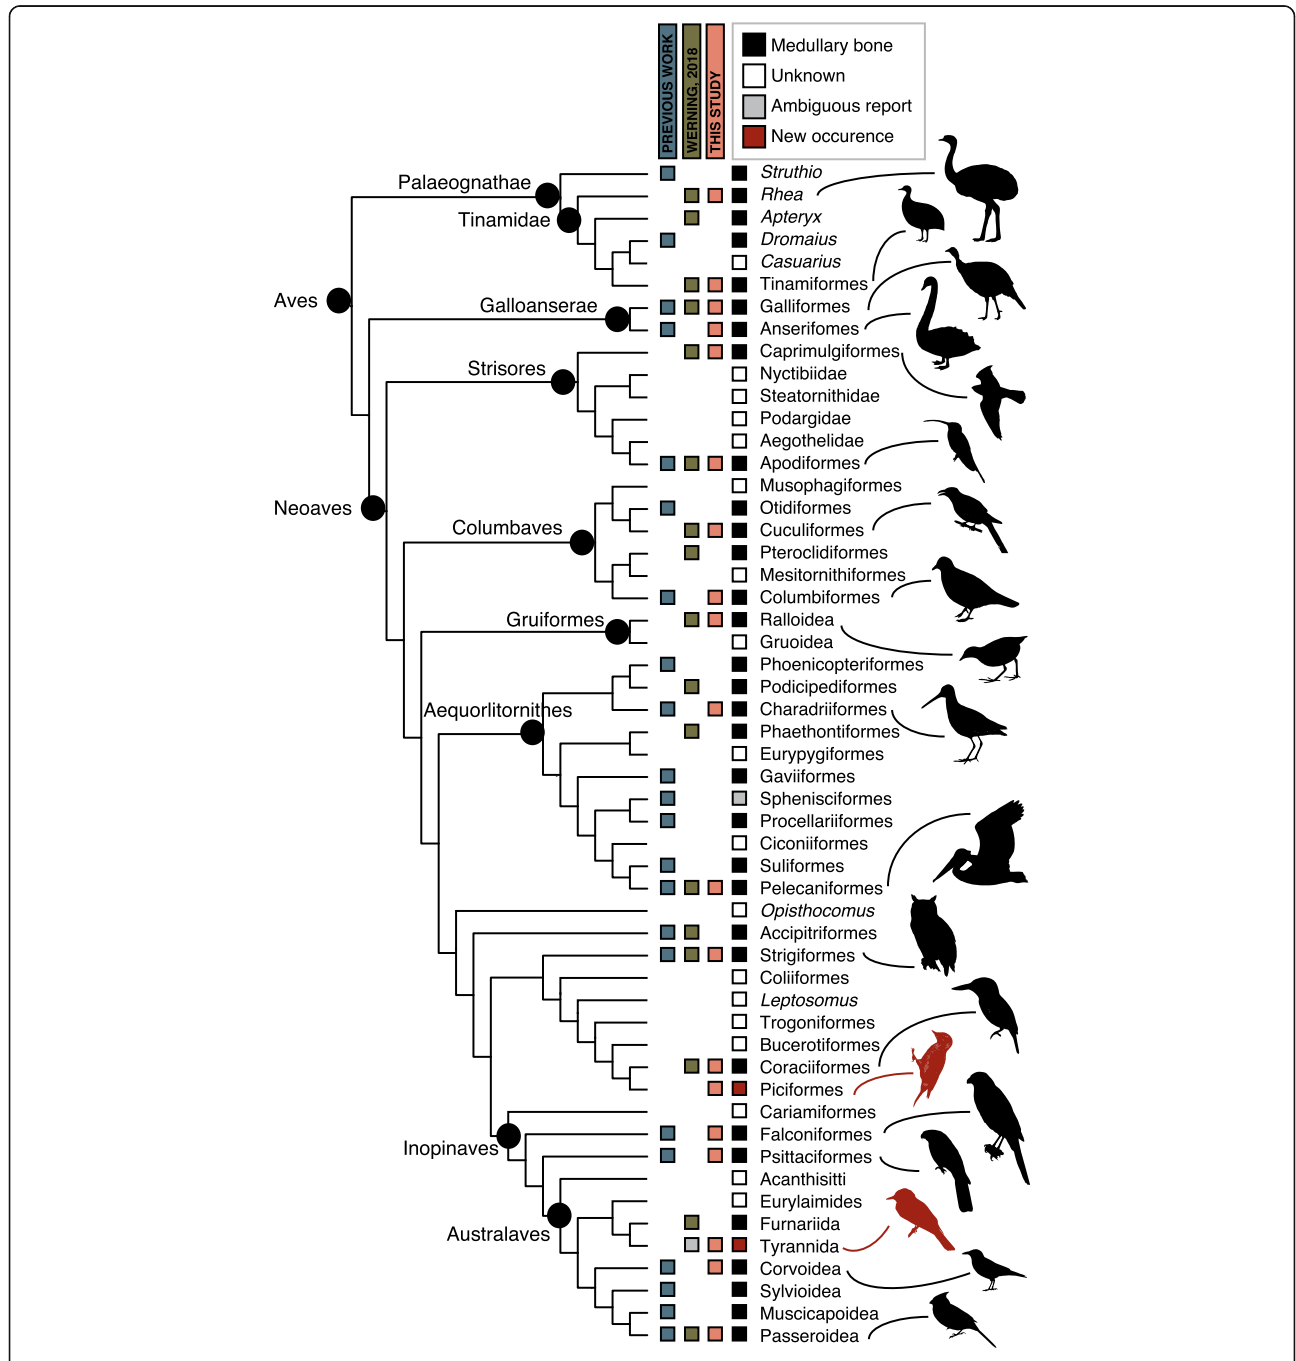 PREVIOUS WORK
WERNING, 2018
THIS STUDY
Medullary bone
Unknown
Ambiguous report
New occurence
Palaeognathae
Tinamidae
Aves
Galloanserae
Strisores
Neoaves
Columbaves
Gruiformes
Aequorlitornithes
Inopinaves
Australaves
Struthio
Rhea
Apteryx
Dromaius
Casuarius
Tinamiformes
Galliformes
Anserifomes
Caprimulgiformes
Nyctibiidae
Steatornithidae
Podargidae
Aegothelidae
Apodiformes
Musophagiformes
Otidiformes
Cuculiformes
Pteroclidiformes
Mesitornithiformes
Columbiformes
Ralloidea
Gruoidea
Phoenicopteriformes
Podicipediformes
Charadriiformes
Phaethontiformes
Eurypygiformes
Gaviiformes
Sphenisciformes
Procellariiformes
Ciconiiformes
Suliformes
Pelecaniformes
Opisthocomus
Accipitriformes
Strigiformes
Coliiformes
Leptosomus
Trogoniformes
Bucerotiformes
Coraciiformes
Piciformes
Cariamiformes
Falconiformes
Psittaciformes
Acanthisitti
Eurylaimides
Furnariida
Tyrannida
Corvoidea
Sylvioidea
Muscicapoidea
Passeroidea